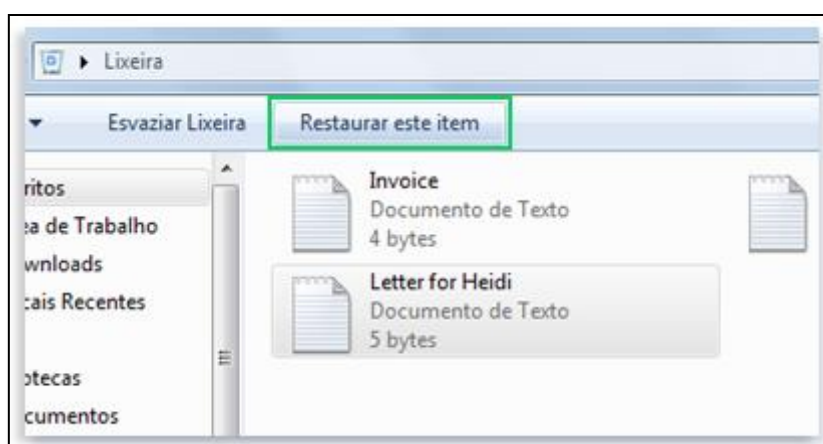 Lixeira
Esvaziar Lixeira Restaurar este item
ritos
de Trabalho
wnloads
cais Recentes
otecas
cumentos
Invoice
Documento de Texto
4 bytes
Letter for Heidi
Documento de Texto
5 bytes